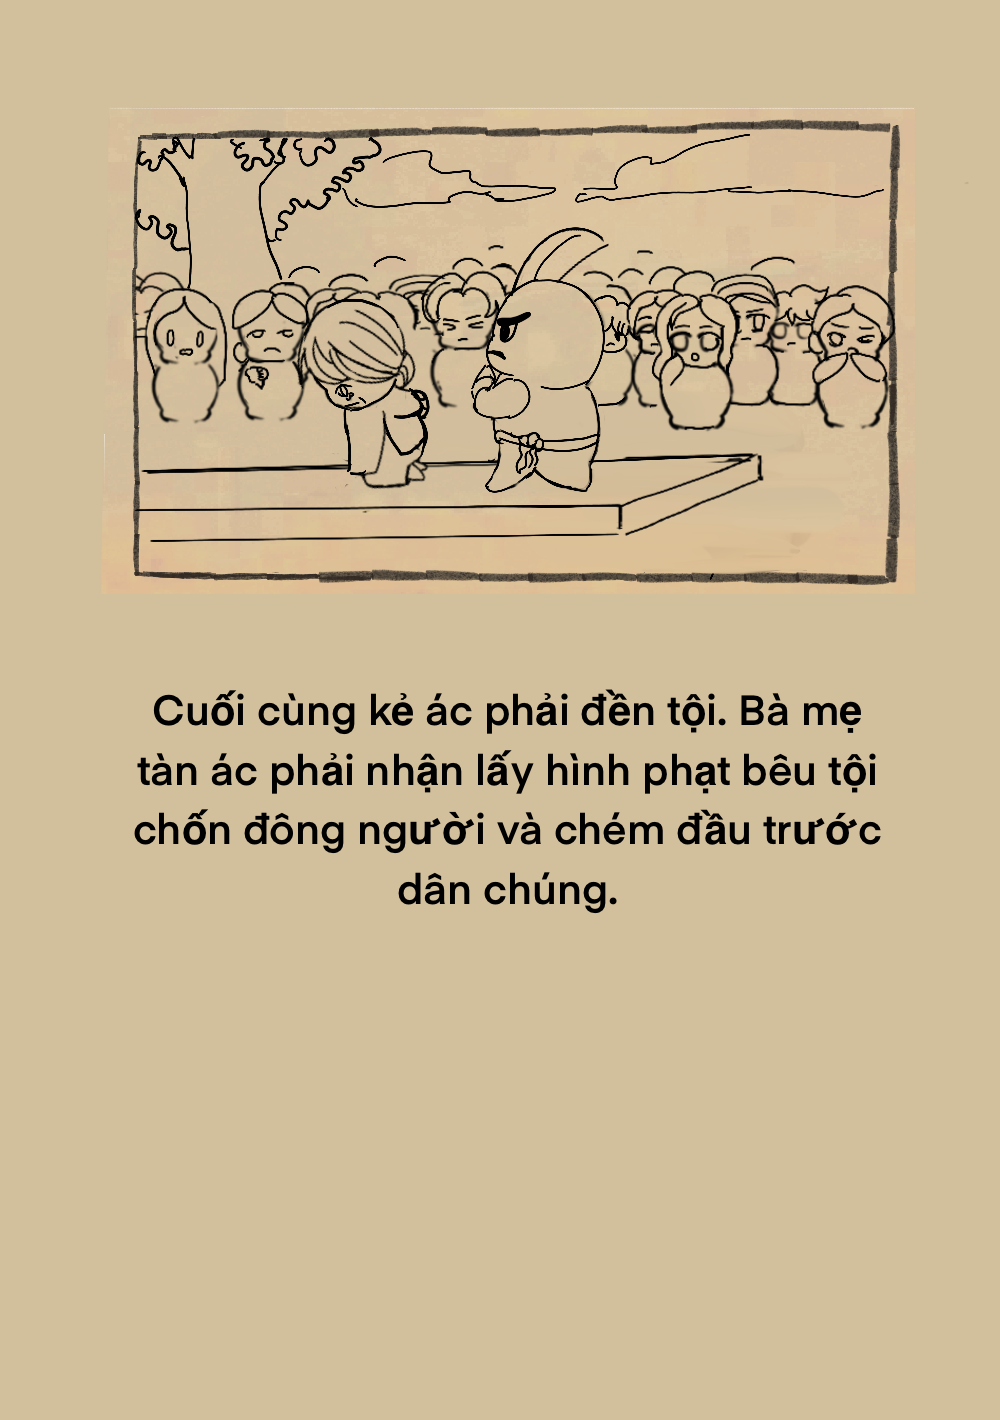 Cuối cùng kẻ ác phải đền tội. Bà mẹ
tàn ác phải nhận lấy hình phạt bêu tội
chốn đông người và chém đầu trước
dân chúng.